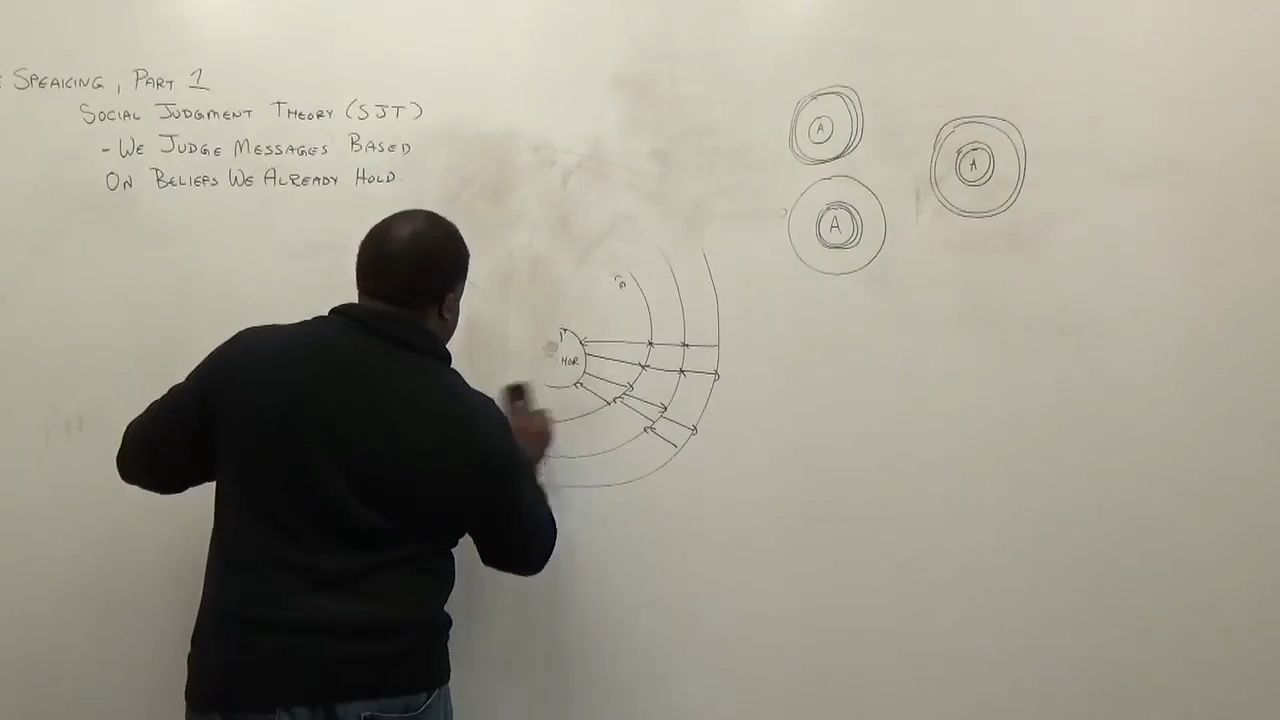 SPEAKING, PART 1
SOCIAL JUDGMENT THEORY (SJT)
- WE JUDGE MESSAGES BASED
ON BELIEFS WE ALREADY HOLD.
A
A
A